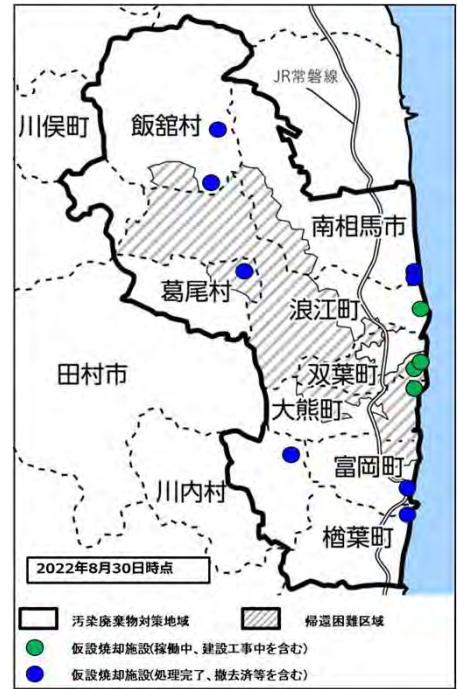 JR常磐線
川俣町
飯舘村
南相馬市
葛尾村
浪江町
田村市
双葉町
大熊町
川内村
富岡町
楢葉町
2022年8月30日時点
汚染廃棄物対策地域
帰還困難区域
仮設焼却施設(稼働中、建設工事中を含む)
仮設焼却施設(処理完了、撤去済等を含む)